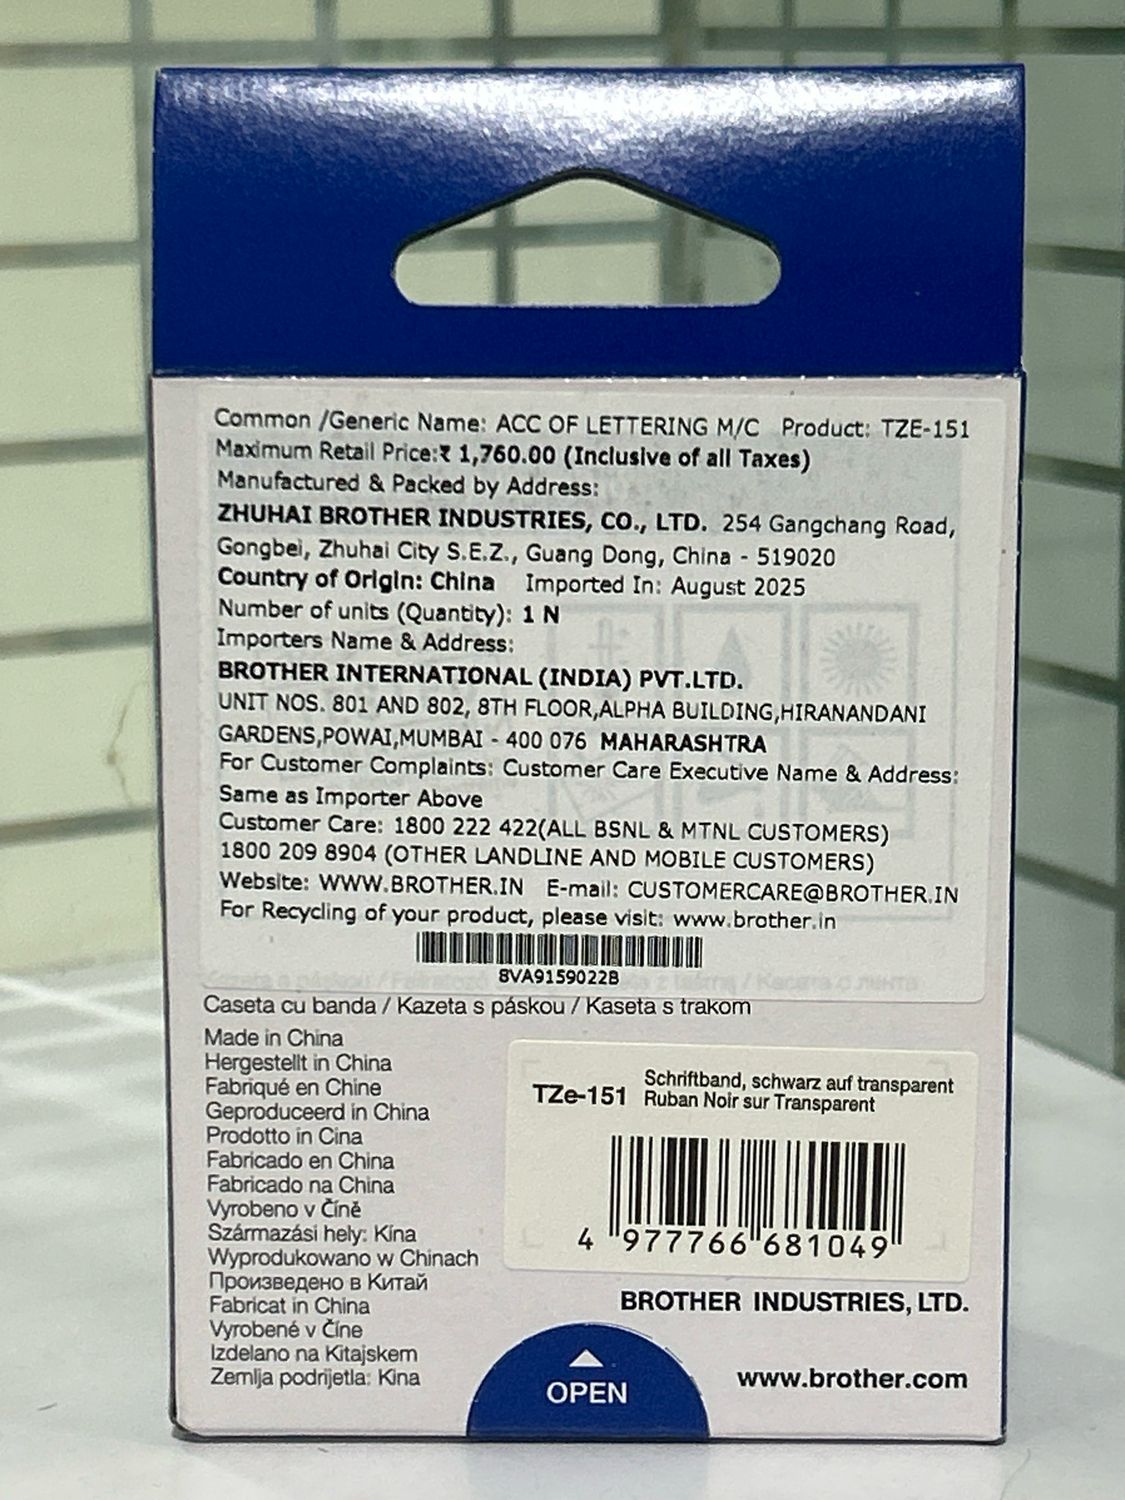 Common /Generic Name: ACC OF LETTERING M/C Product: TZE-151
Maximum Retail Price:₹ 1,760.00 (Inclusive of all Taxes)
Manufactured & Packed by Address:
ZHUHAI BROTHER INDUSTRIES, CO., LTD. 254 Gangchang Road,
Gongbei, Zhuhai City S.E.Z., Guang Dong, China - 519020
Country of Origin: China Imported In: August 2025
Number of units (Quantity): 1 N
Importers Name & Address:
BROTHER INTERNATIONAL (INDIA) PVT.LTD.
UNIT NOS. 801 AND 802, 8TH FLOOR,ALPHA BUILDING,HIRANANDANI
GARDENS,POWAI,MUMBAI - 400 076 MAHARASHTRA
For Customer Complaints: Customer Care Executive Name & Address:
Same as Importer Above
Customer Care: 1800 222 422(ALL BSNL & MTNL CUSTOMERS)
1800 209 8904 (OTHER LANDLINE AND MOBILE CUSTOMERS)
Website: WWW.BROTHER.IN E-mail: CUSTOMERCARE@BROTHER.IN
For Recycling of your product, please visit: www.brother.in
8VA9159022B
Caseta cu banda / Kazeta s páskou / Kaseta s trakom
Made in China
Hergestellt in China
Fabriqué en Chine
Geproduceerd in China
Prodotto in Cina
Fabricado en China
Fabricado na China
Vyrobeno v Číně
Származási hely: Kína
Wyprodukowano w Chinach
Произведено в Китай
Fabricat in China
Vyrobené v Číne
Izdelano na Kitajskem
Zemlja podrijetla: Kina
TZe-151
Schriftband, schwarz auf transparent
Ruban Noir sur Transparent
4 977766 681049
BROTHER INDUSTRIES, LTD.
OPEN
www.brother.com